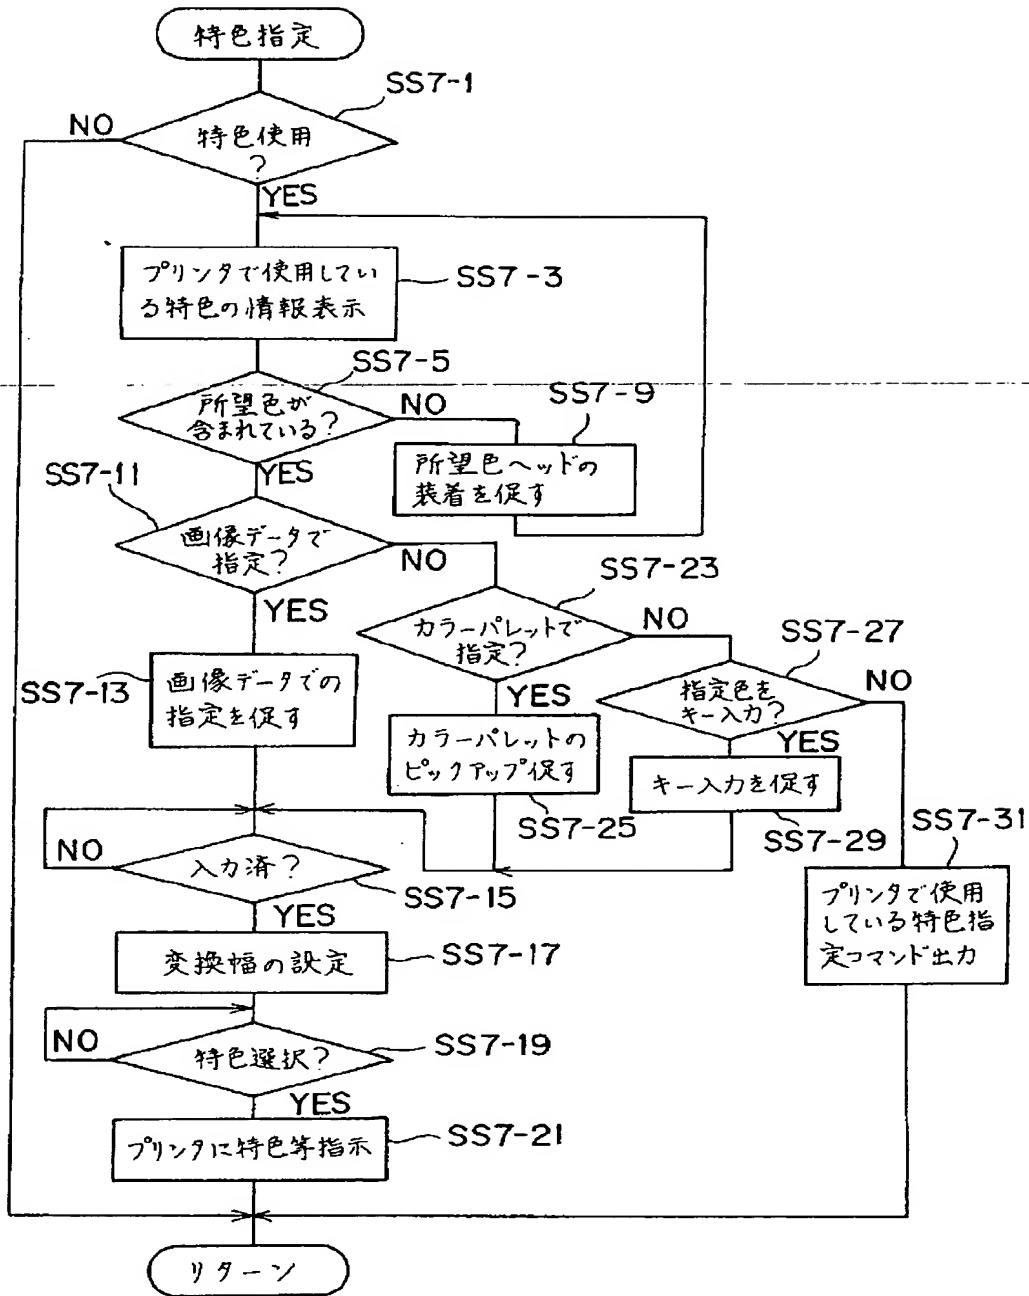 特色指定
SS7-1
NO
特色使用
?
YES
プリンタで使用してい
る特色の情報表示
SS7-3
SS7-5
所望色が
含まれている?
NO
SS7-9
所望色ヘッドの
装着を促す
YES
SS7-11
画像データで
指定?
NO
YES
SS7-23
カラーパレットで
指定?
NO
SS7-27
SS7-13
画像データでの
指定を促す
YES
指定色を
キー入力?
NO
カラーパレットの
ピックアップ促す
YES
キー入力を促す
SS7-25
SS7-29
SS7-31
NO
入力済?
SS7-15
YES
プリンタで使用
している特色指
定コマンド出力
変換幅の設定
SS7-17
NO
特色選択?
SS7-19
YES
プリンタに特色等指示
SS7-21
リターン